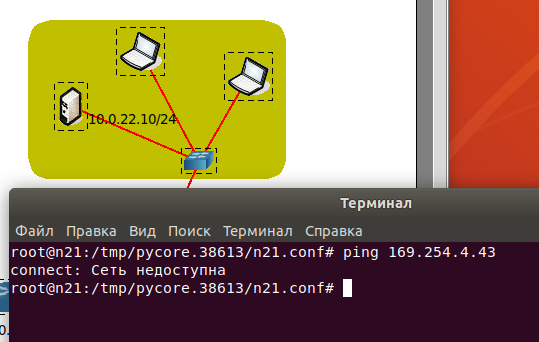 10.0.22.10/24
Терминал
Файл Правка Вид Поиск Терминал Справка
root@n21:/tmp/pycore.38613/n21.conf# ping 169.254.4.43
connect: Сеть недоступна
root@n21:/tmp/pycore.38613/n21.conf#
0.